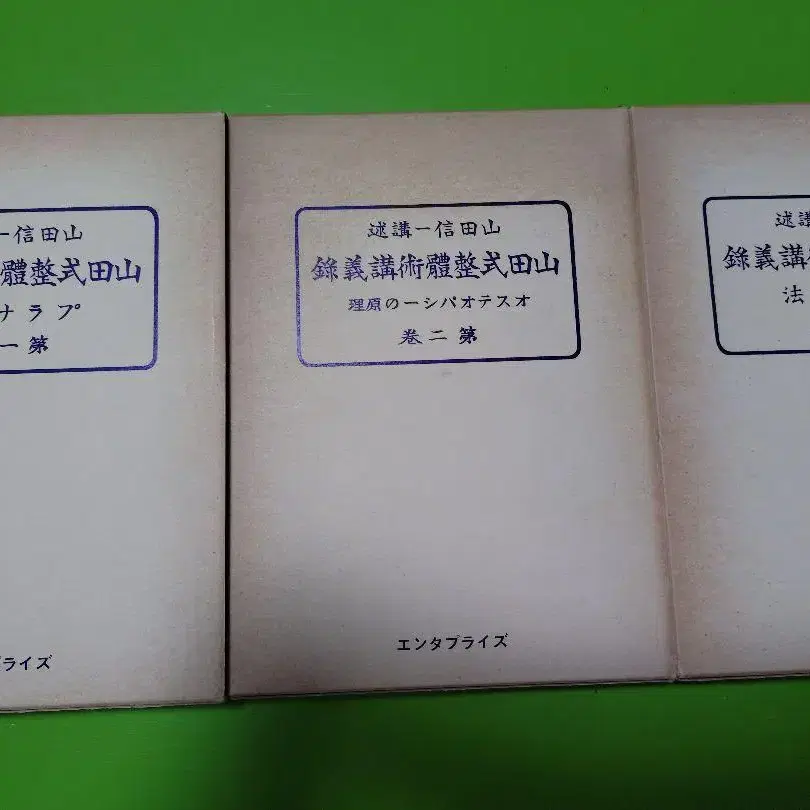 山田信一
山田式整體
プラナ
第一
ライズ
山田信一講述
山田式整體術講義錄
オステオパシーの原理
第二巻
エンタプライズ
講述
講義錄
法